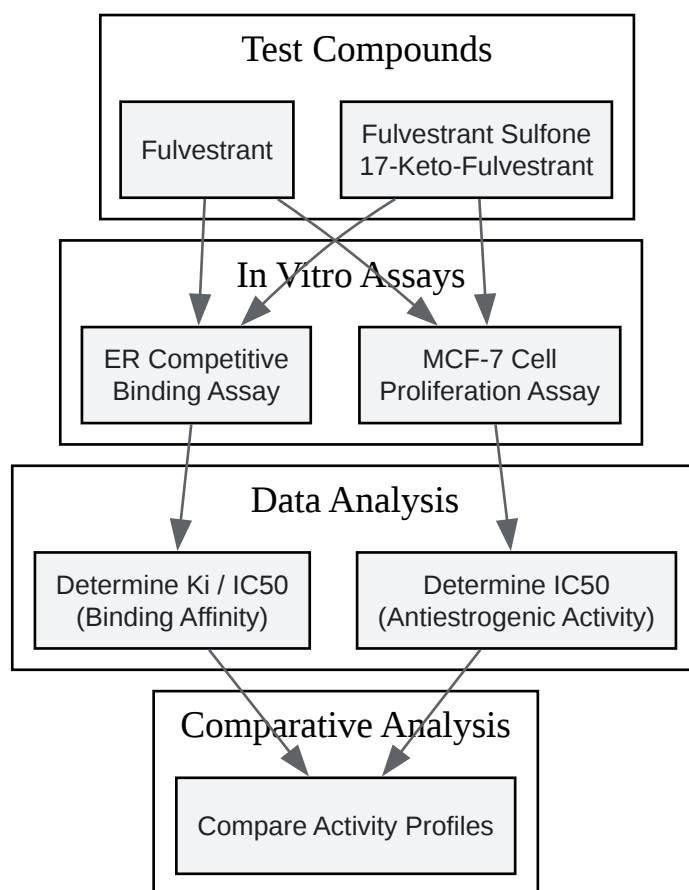 Test Compounds
Fulvestrant
Fulvestrant Sulfone
17-Keto-Fulvestrant
In Vitro Assays
ER Competitive
Binding Assay
MCF-7 Cell
Proliferation Assay
Data Analysis
Determine Ki / IC50
(Binding Affinity)
Determine IC50
(Antiestrogenic Activity)
Comparative Analysis
Compare Activity Profiles